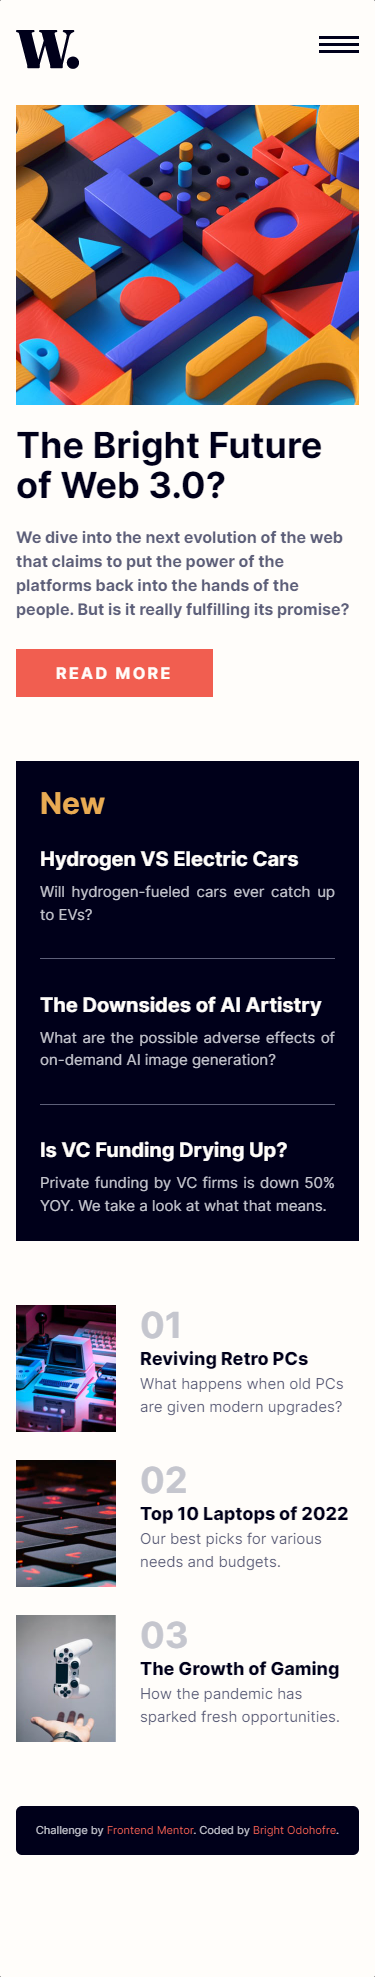 W.
The Bright Future
of Web 3.0?
We dive into the next evolution of the web
that claims to put the power of the
platforms back into the hands of the
people. But is it really fulfilling its promise?
READ MORE
New
Hydrogen VS Electric Cars
Will hydrogen-fueled cars ever catch up
to EVs?
The Downsides of AI Artistry
What are the possible adverse effects of
on-demand AI image generation?
Is VC Funding Drying Up?
Private funding by VC firms is down 50%
YOY. We take a look at what that means.
01
Reviving Retro PCs
What happens when old PCs
are given modern upgrades?
02
Top 10 Laptops of 2022
Our best picks for various
needs and budgets.
03
The Growth of Gaming
How the pandemic has
sparked fresh opportunities.
Challenge by Frontend Mentor. Coded by Bright Odohofre.